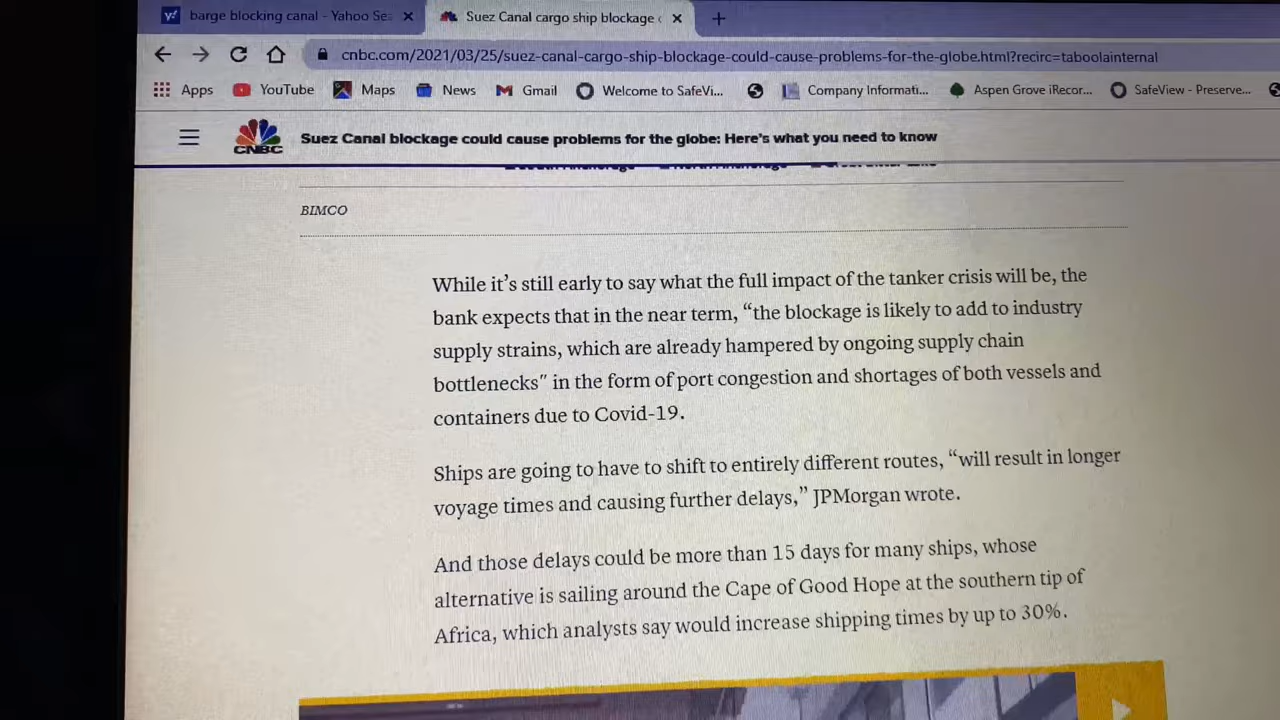 barge blocking canal - Yahoo Se
Suez Canal cargo ship blockage
cnbc.com/2021/03/25/suez-canal-cargo-ship-blockage-could-cause-problems-for-the-globe.html?recirc=taboolainternal
Apps YouTube Maps News Gmail Welcome to SafeVi... Company Informati... Aspen Grove iRecor... SafeView - Preserve...
CNBC
Suez Canal blockage could cause problems for the globe: Here's what you need to know
BIMCO
While it’s still early to say what the full impact of the tanker crisis will be, the
bank expects that in the near term, “the blockage is likely to add to industry
supply strains, which are already hampered by ongoing supply chain
bottlenecks" in the form of port congestion and shortages of both vessels and
containers due to Covid-19.
Ships are going to have to shift to entirely different routes, “will result in longer
voyage times and causing further delays,” JPMorgan wrote.
And those delays could be more than 15 days for many ships, whose
alternative is sailing around the Cape of Good Hope at the southern tip of
Africa, which analysts say would increase shipping times by up to 30%.